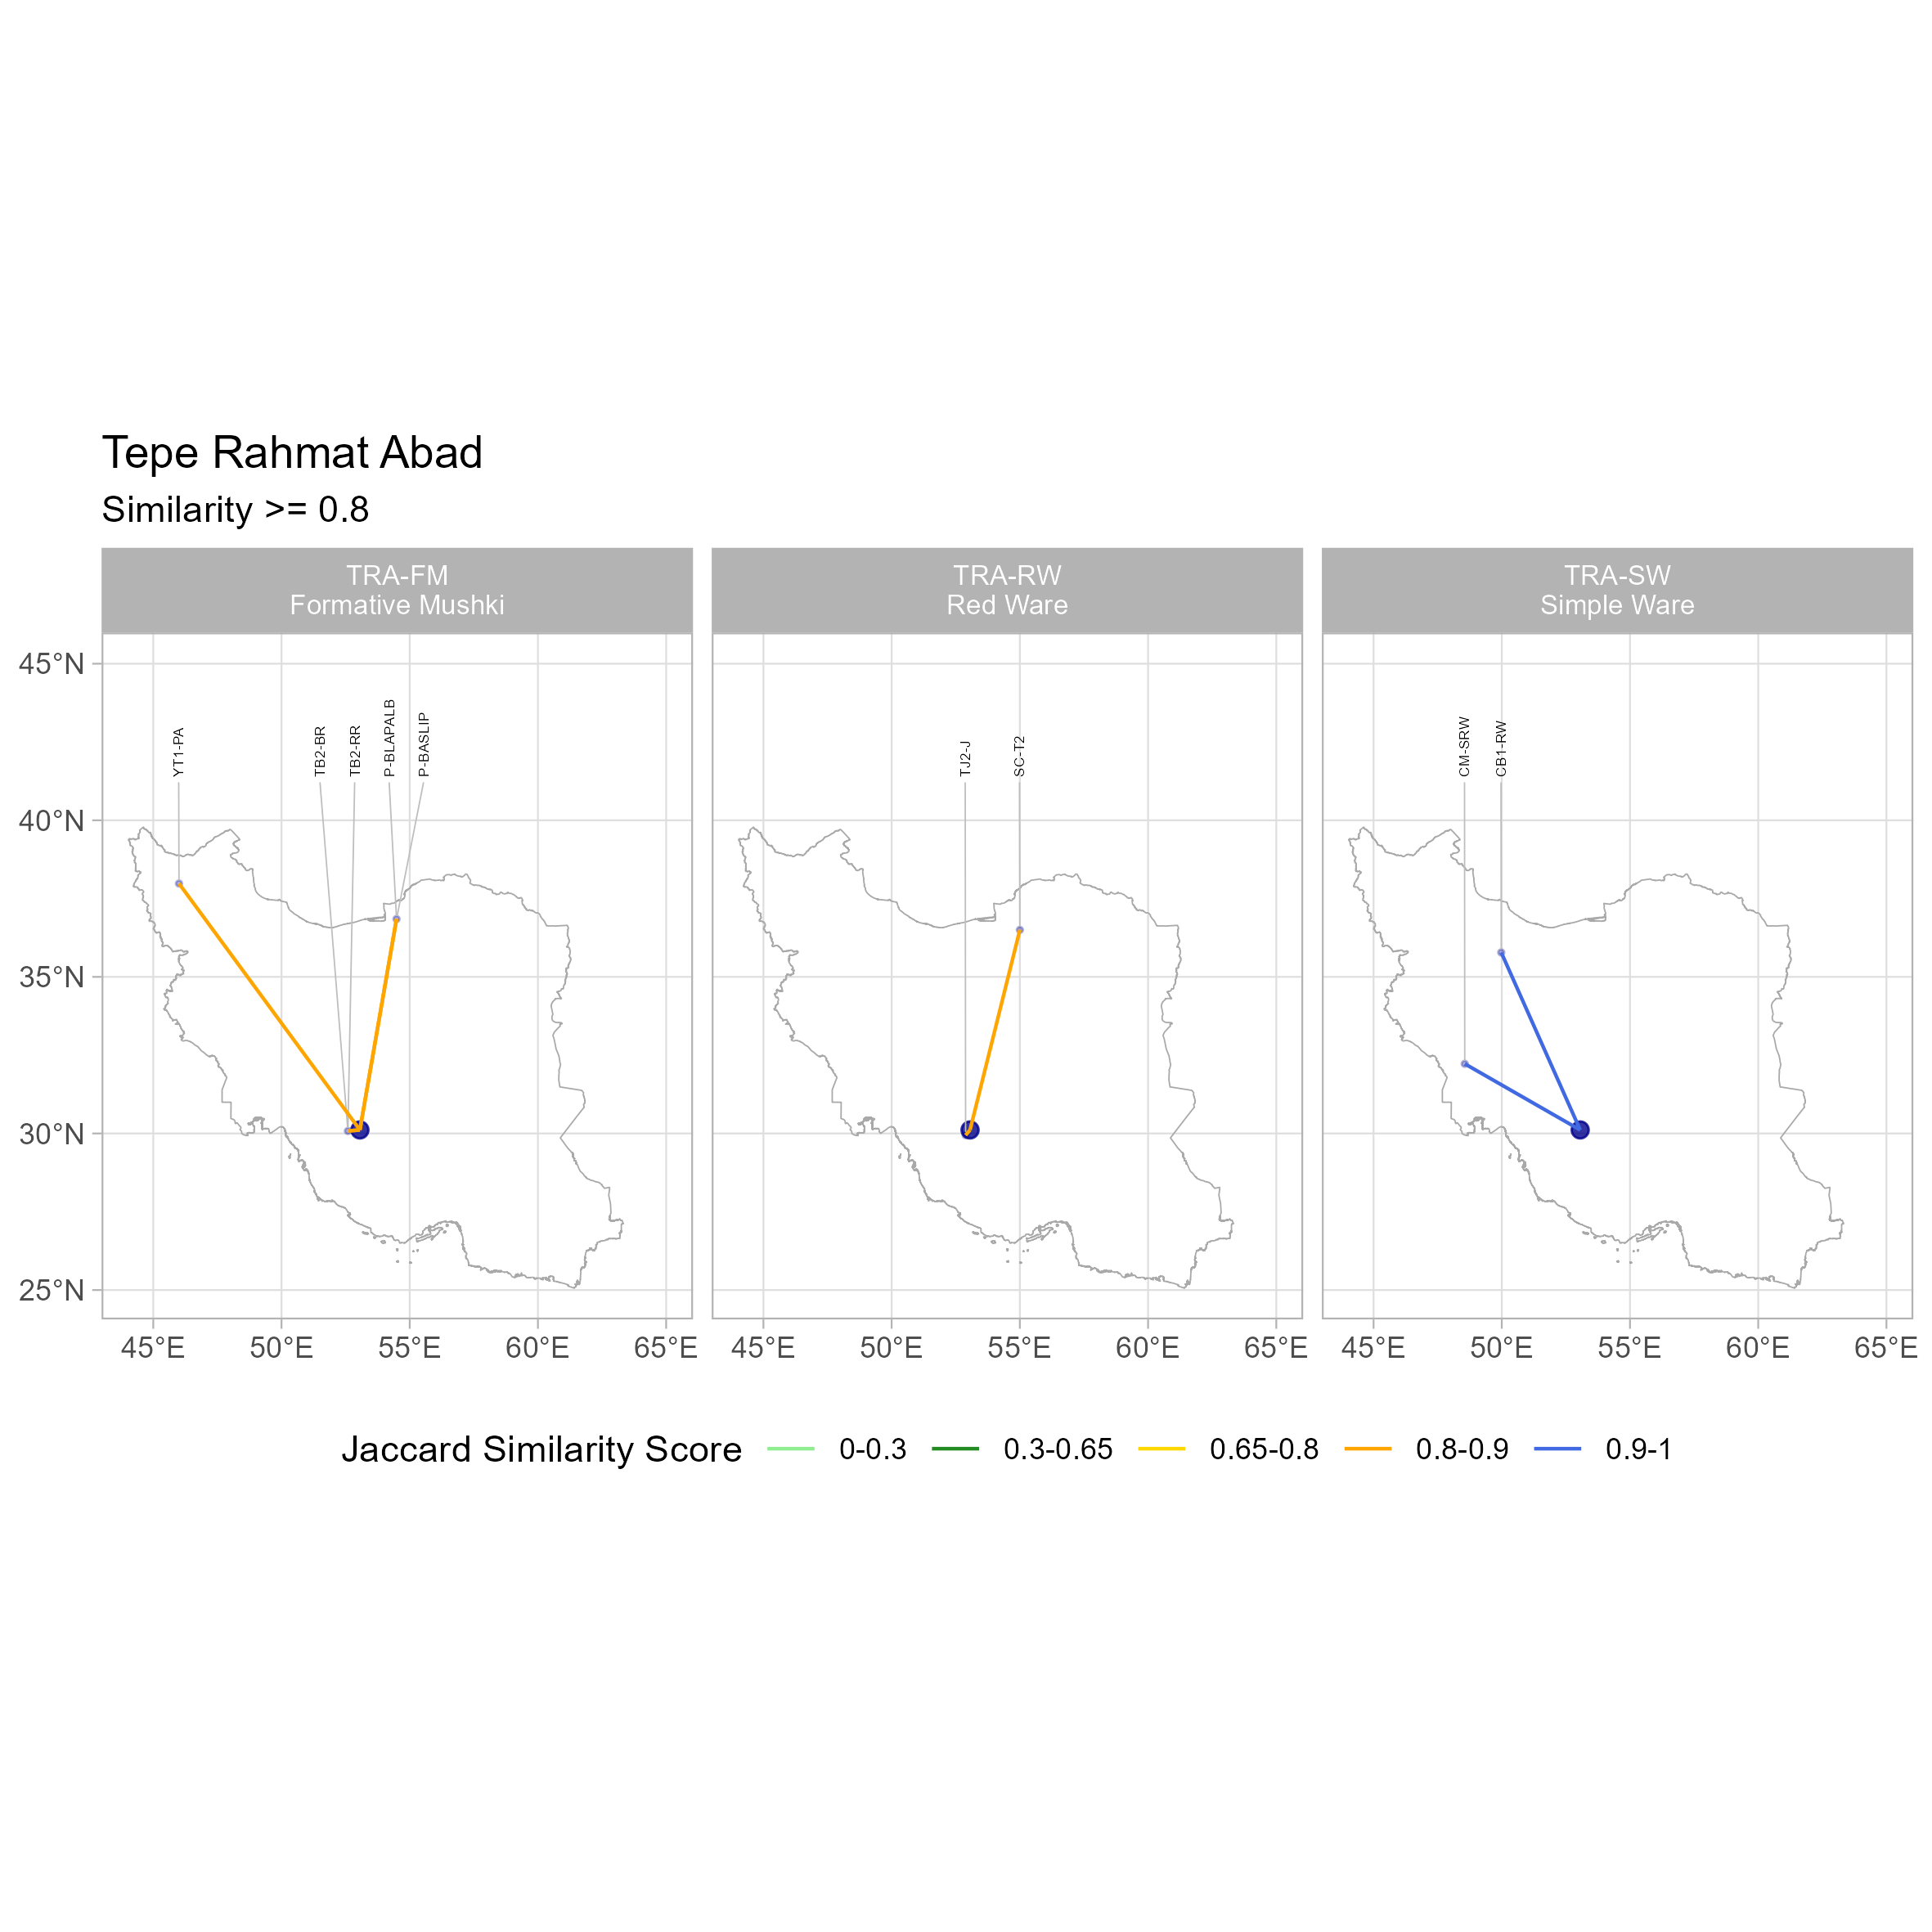 Tepe Rahmat Abad
Similarity >= 0.8
TRA-FM
Formative Mushki
TRA-RW
Red Ware
TRA-SW
Simple Ware
45°N
40°N
35°N
30°N
25°N
YT1-PA
TB2-BR
TB2-RR
P-BLAPALB
P-BASLIP
TJ2-J
SC-T2
CM-SRW
CB1-RW
45°E 50°E 55°E 60°E 65°E
45°E 50°E 55°E 60°E 65°E
45°E 50°E 55°E 60°E 65°E
Jaccard Similarity Score 0-0.3 0.3-0.65 0.65-0.8 0.8-0.9 0.9-1